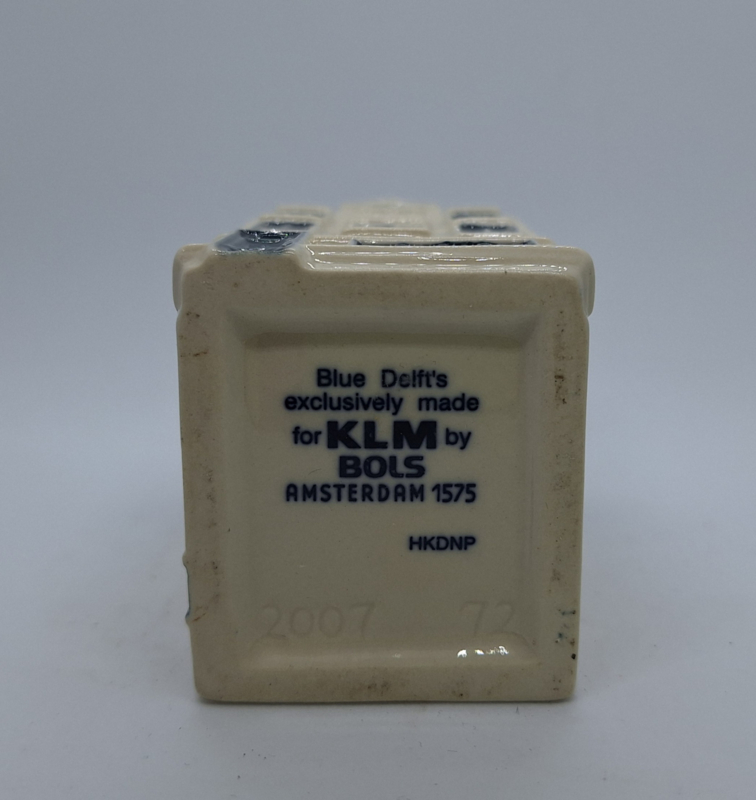 Blue Delft's
exclusively made
for KLM by
BOLS
AMSTERDAM 1575
HKDNP
2007 72